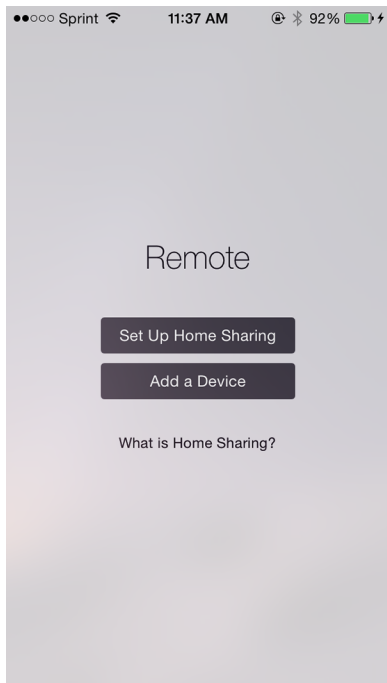 Sprint 11:37 AM 92%
Remote
Set Up Home Sharing
Add a Device
What is Home Sharing?